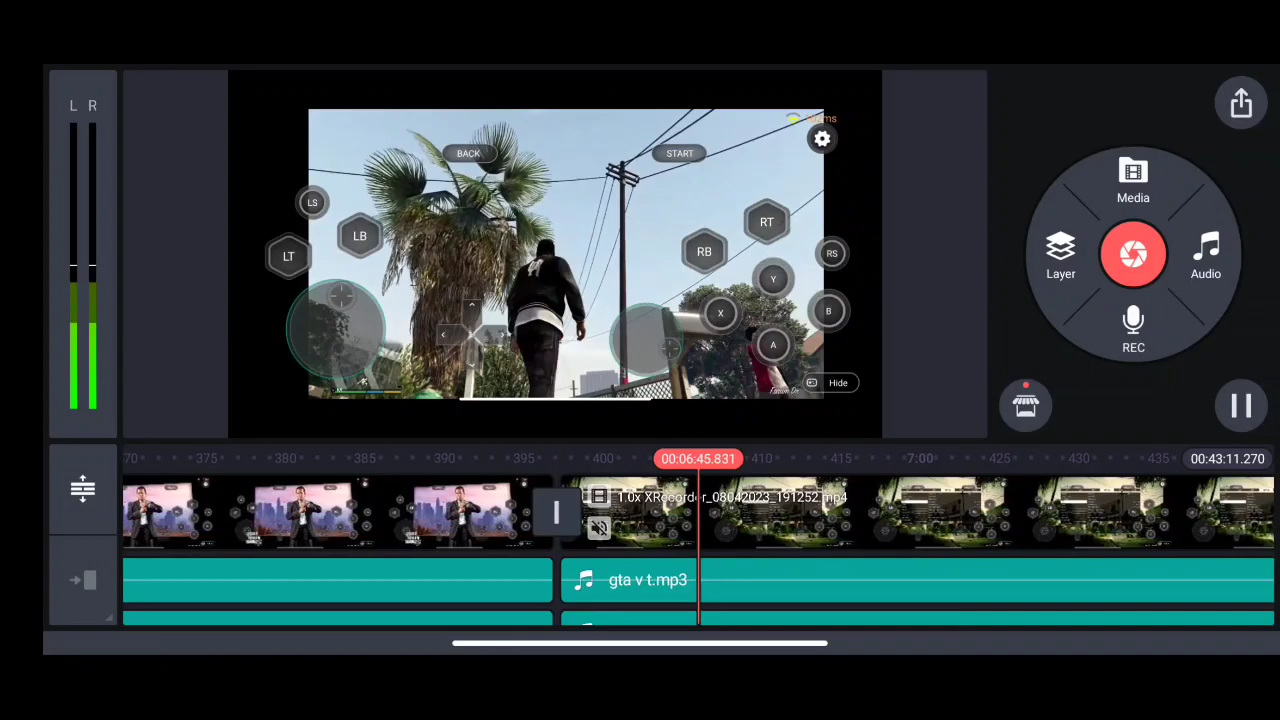 L R
BACK
START
LS
LB
LT
RT
RB
RS
Y
X
B
A
Hide
Media
Layer
Audio
REC
375
380
385
390
395
400
00:06:45.831
410
415
7:00
425
430
435
00:43:11.270
1.0x XRecorder_08042023_191252.mp4
gta v t.mp3